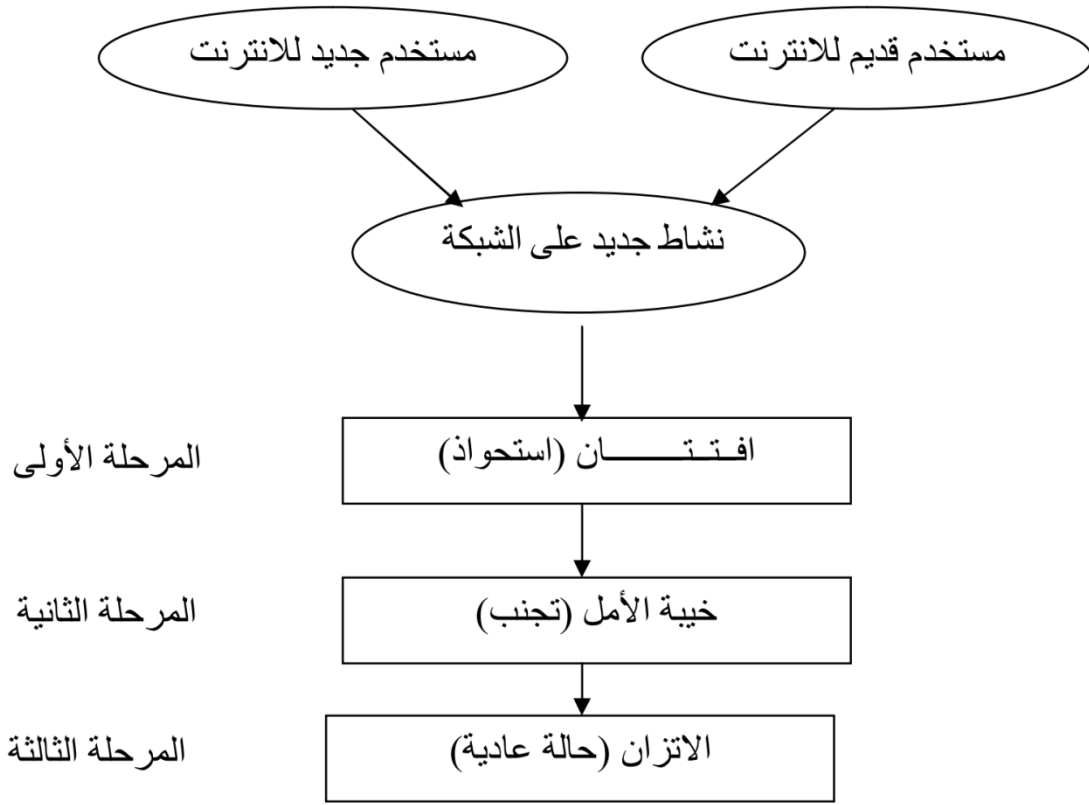 مستخدم قديم للانترنت
مستخدم جديد للانترنت
نشاط جديد على الشبكة
المرحلة الأولى
افـتـتـــــــــان (استحواذ)
المرحلة الثانية
خيبة الأمل (تجنب)
المرحلة الثالثة
الاتزان (حالة عادية)